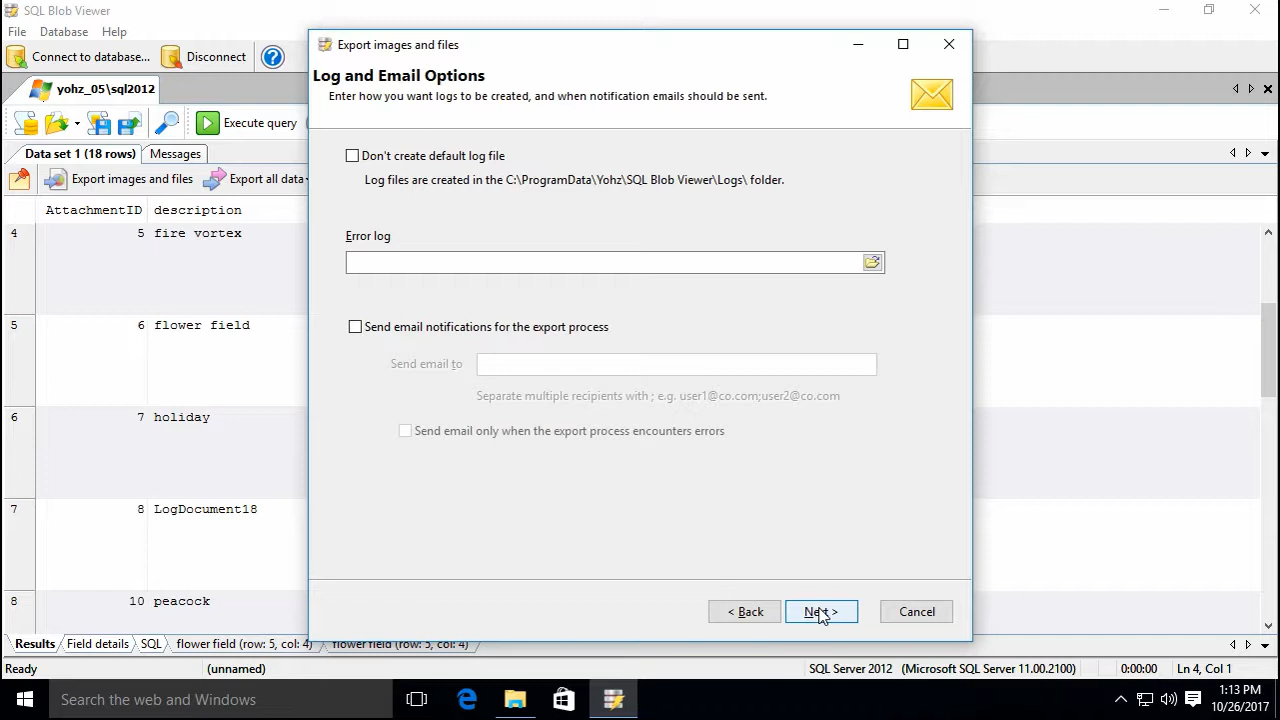 SQL Blob Viewer
File Database Help
Connect to database... Disconnect
yohz_05\sql2012
Execute query
Data set 1 (18 rows) Messages
Export images and files Export all data
AttachmentID description
4 5 fire vortex
5 6 flower field
6 7 holiday
7 8 LogDocument18
8 10 peacock
Results Field details SQL flower field (row: 5, col: 4) flower field (row: 5, col: 4)
Ready (unnamed) SQL Server 2012 (Microsoft SQL Server 11.00.2100) 0:00:00 Ln 4, Col 1
Export images and files
Log and Email Options
Enter how you want logs to be created, and when notification emails should be sent.
Don't create default log file
Log files are created in the C:\ProgramData\Yohz\SQL Blob Viewer\Logs\ folder.
Error log
Send email notifications for the export process
Send email to
Separate multiple recipients with ; e.g. user1@co.com;user2@co.com
Send email only when the export process encounters errors
< Back Next > Cancel
Search the web and Windows
1:13 PM
10/26/2017